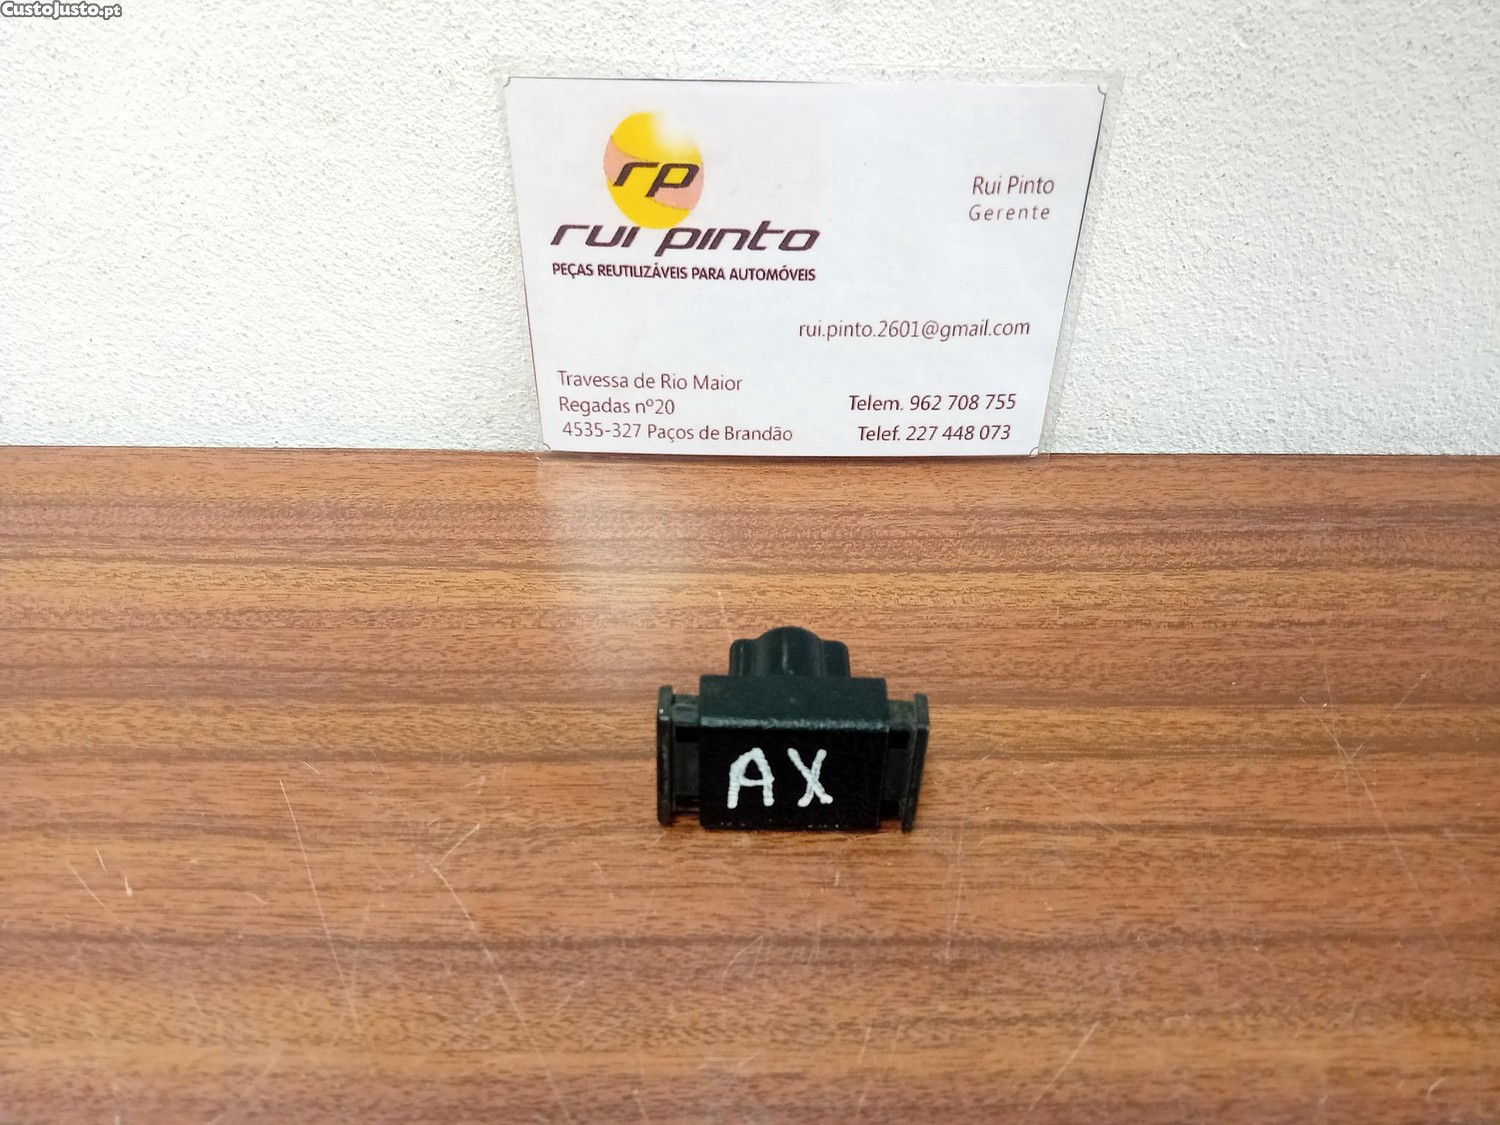 CustoJusto.pt
rp
rui pinto
PEÇAS REUTILIZÁVEIS PARA AUTOMÓVEIS
Rui Pinto
Gerente
rui.pinto.2601@gmail.com
Travessa de Rio Maior
Regadas nº20
4535-327 Paços de Brandão
Telem. 962 708 755
Telef. 227 448 073
AX